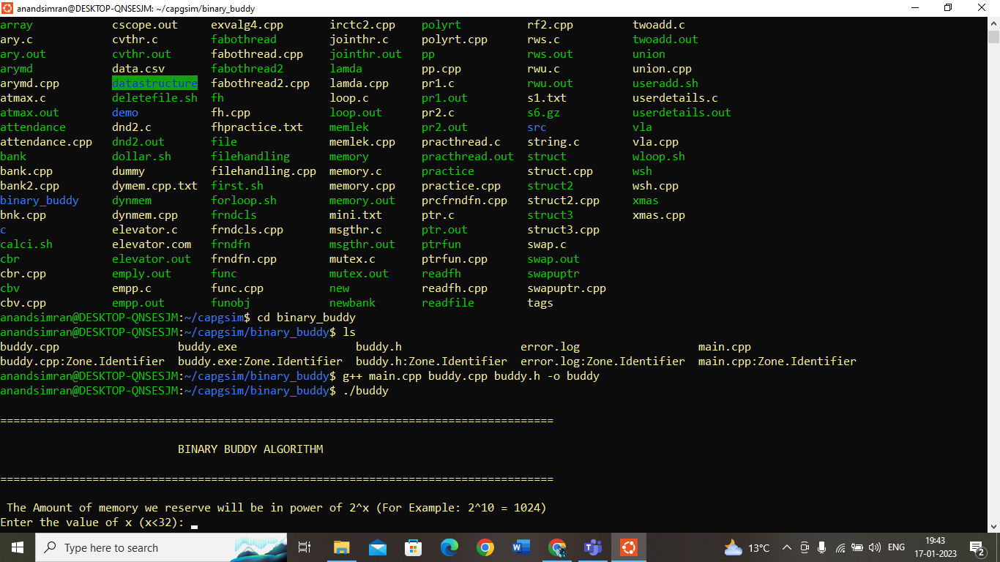 anandsimran@DESKTOP-QNSESJM: ~/capgsim/binary_buddy
array cscope.out exvalg4.cpp irctc2.cpp polyrt rf2.cpp twoadd.c
ary.c cvthr.c fabothread jointhr.c polyrt.cpp rws.c twoadd.out
ary.out cvthr.out fabothread.cpp jointhr.out pp rws.out union
arymd data.csv fabothread2 lamda pp.cpp rwu.c union.cpp
arymd.cpp datastructure fabothread2.cpp lamda.cpp pr1.c rwu.out useradd.sh
atmax.c deletefile.sh fh loop.c pr1.out s1.txt userdetails.c
atmax.out demo fh.cpp loop.out pr2.c s6.gz userdetails.out
attendance dnd2.c fhpractice.txt memlek pr2.out src vla
attendance.cpp dnd2.out file memlek.cpp practhread.c string.c vla.cpp
bank dollar.sh filehandling memory practhread.out struct wloop.sh
bank.cpp dummy filehandling.cpp memory.c practice struct.cpp wsh
bank2.cpp dymem.cpp.txt first.sh memory.cpp practice.cpp struct2 wsh.cpp
binary_buddy dynmem forloop.sh memory.out prcfrndfn.cpp struct2.cpp xmas
bnk.cpp dynmem.cpp frndcls mini.txt ptr.c struct3 xmas.cpp
c elevator.c frndcls.cpp msgthr.c ptr.out struct3.cpp
calci.sh elevator.com frndfn msgthr.out ptrfun swap.c
cbr elevator.out frndfn.cpp mutex.c ptrfun.cpp swap.out
cbr.cpp emply.out func mutex.out readfh swapuptr
cbv empp.c func.cpp new readfh.cpp swapuptr.cpp
cbv.cpp empp.out funobj newbank readfile tags
anandsimran@DESKTOP-QNSESJM:~/capgsim$ cd binary_buddy
anandsimran@DESKTOP-QNSESJM:~/capgsim/binary_buddy$ ls
buddy.cpp buddy.exe buddy.h error.log main.cpp
buddy.cpp:Zone.Identifier buddy.exe:Zone.Identifier buddy.h:Zone.Identifier error.log:Zone.Identifier main.cpp:Zone.Identifier
anandsimran@DESKTOP-QNSESJM:~/capgsim/binary_buddy$ g++ main.cpp buddy.cpp buddy.h -o buddy
anandsimran@DESKTOP-QNSESJM:~/capgsim/binary_buddy$ ./buddy
====================================================================================
BINARY BUDDY ALGORITHM
====================================================================================
The Amount of memory we reserve will be in power of 2^x (For Example: 2^10 = 1024)
Enter the value of x (x<32):
Type here to search
13°C
ENG
19:43
17-01-2023
2